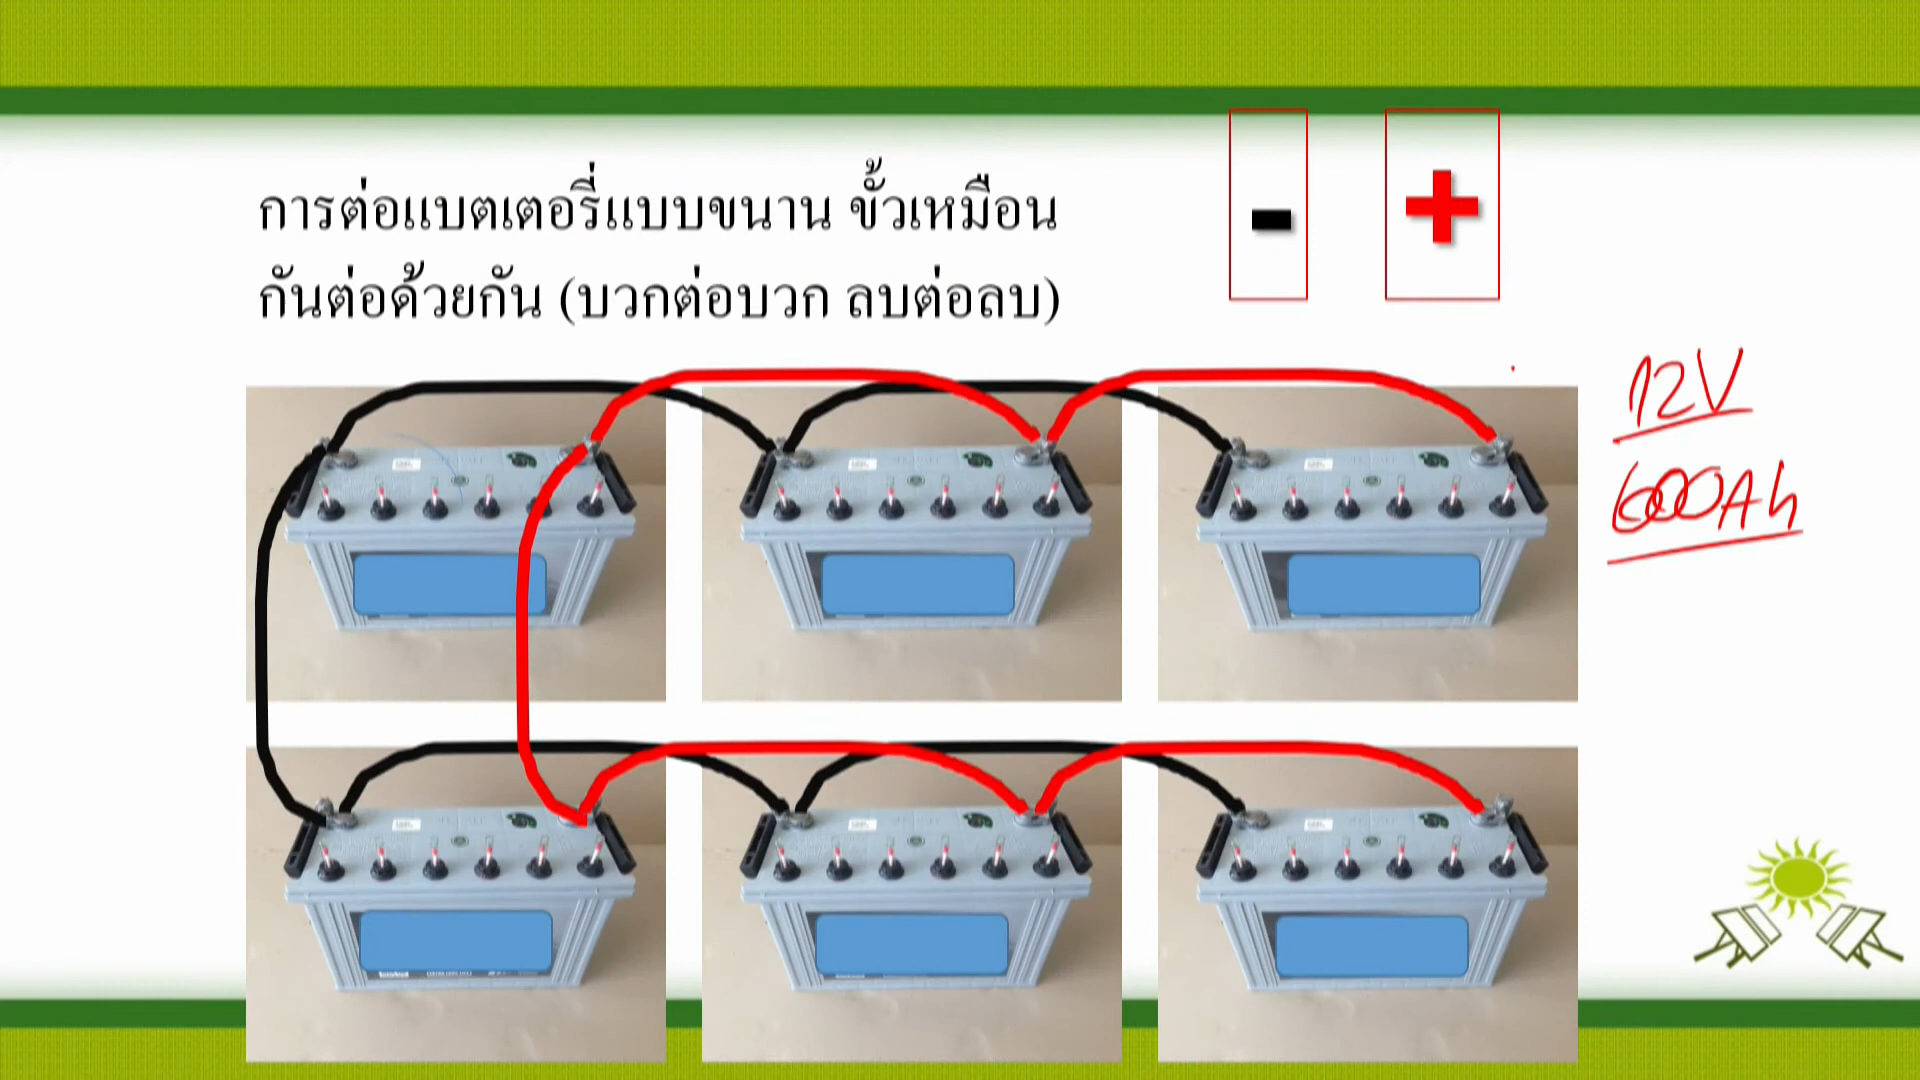 การต่อแบตเตอรี่แบบขนาน ขั้วเหมือน
กันต่อด้วยกัน (บวกต่อบวก ลบต่อลบ)
- +
12V
600Ah